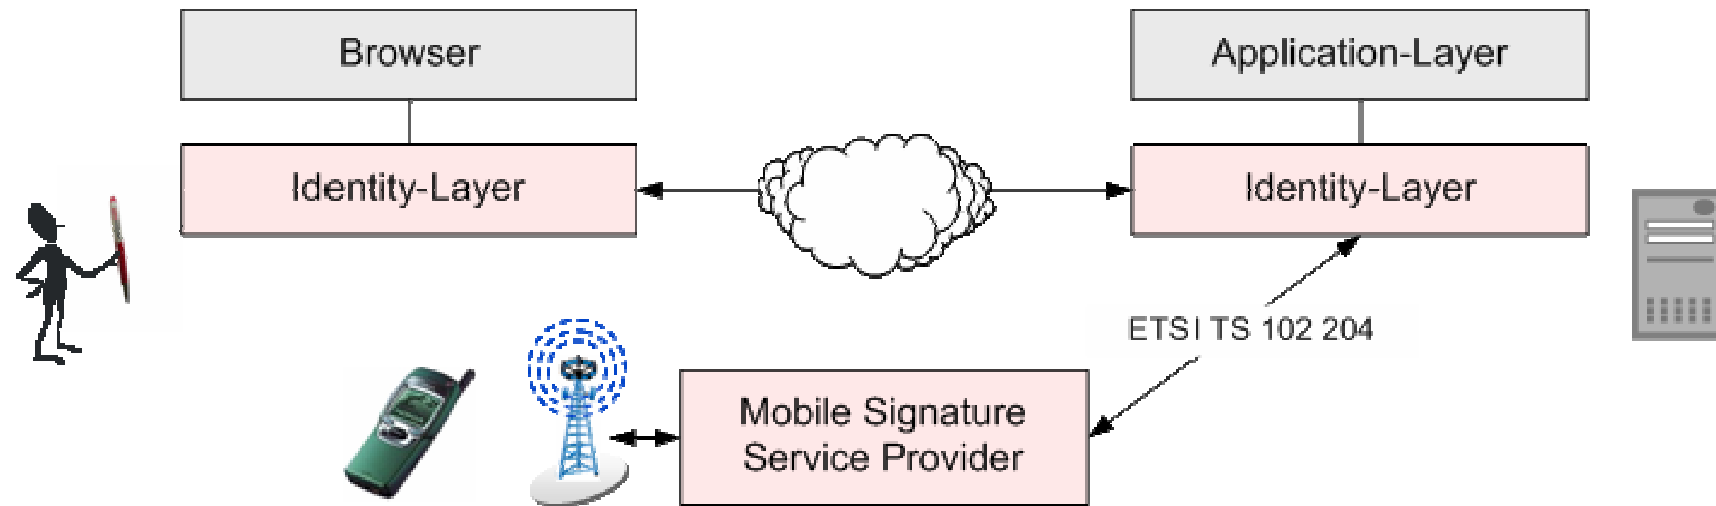 Browser
Application-Layer
Identity-Layer
Identity-Layer
ETSI TS 102 204
Mobile Signature
Service Provider